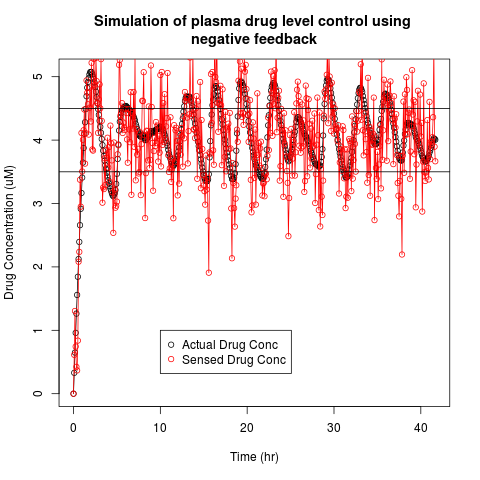 Simulation of plasma drug level control using
negative feedback
5
4
3
2
1
0
Drug Concentration (uM)
Actual Drug Conc
Sensed Drug Conc
0 10 20 30 40
Time (hr)